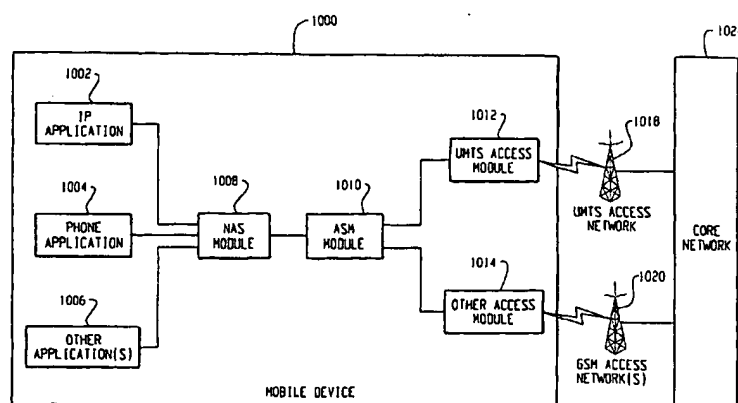 1000
102
1002
IP
APPLICATION
1012
UMTS ACCESS
MODULE
1018
UMTS ACCESS
NETWORK
1004
PHONE
APPLICATION
1008
NAS
MODULE
1010
ASM
MODULE
CORE
NETWORK
1006
OTHER
APPLICATION(S)
1014
OTHER ACCESS
MODULE
1020
GSM ACCESS
NETWORK(S)
MOBILE DEVICE